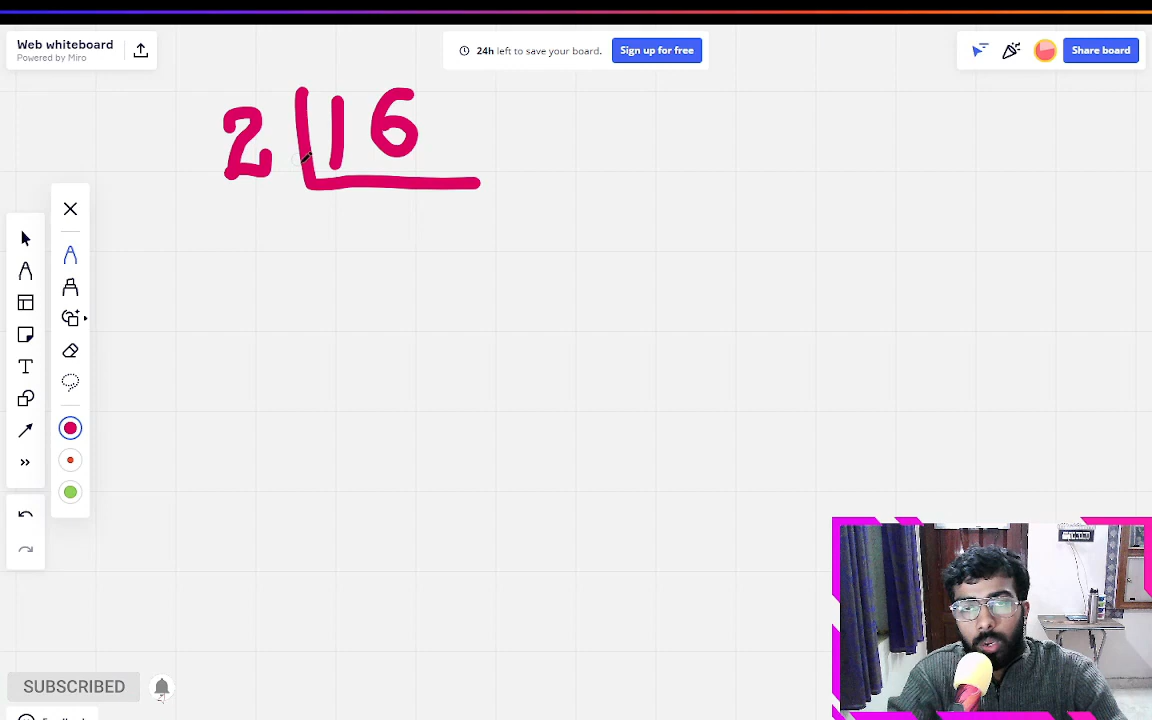 Web whiteboard
Powered by Miro
24h left to save your board.
Sign up for free
Share board
2 16
T
SUBSCRIBED